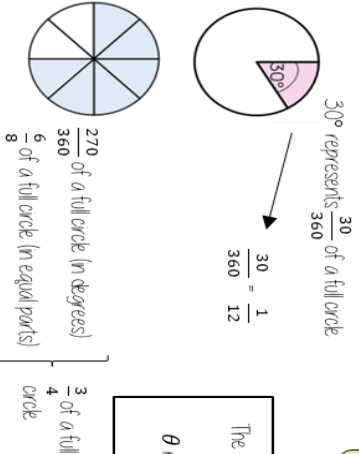 30° represents 30/360 of a full circle
30°
30/360 = 1/12
270/360 of a full circle (in degrees)
6/8 of a full circle (in equal parts)
3/4 of a full
circle
The
θ